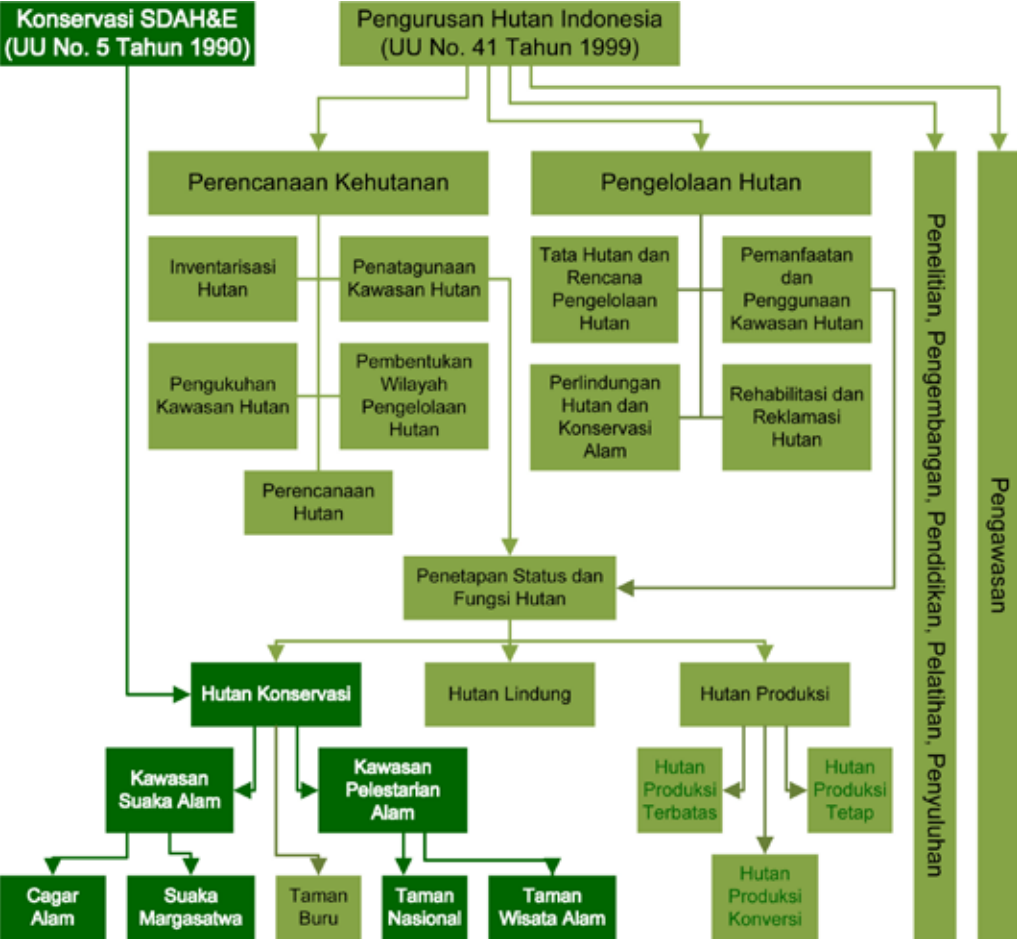 Konservasi SDAH&E
(UU No. 5 Tahun 1990)
Pengurusan Hutan Indonesia
(UU No. 41 Tahun 1999)
Perencanaan Kehutanan
Pengelolaan Hutan
Inventarisasi
Hutan
Penatagunaan
Kawasan Hutan
Pengukuhan
Kawasan Hutan
Pembentukan
Wilayah
Pengelolaan
Hutan
Perencanaan
Hutan
Tata Hutan dan
Rencana
Pengelolaan
Hutan
Pemanfaatan
dan
Penggunaan
Kawasan Hutan
Perlindungan
Hutan dan
Konservasi
Alam
Rehabilitasi dan
Reklamasi
Hutan
Penelitian, Pengembangan, Pendidikan, Pelatihan, Penyuluhan
Pengawasan
Penetapan Status dan
Fungsi Hutan
Hutan Konservasi
Hutan Lindung
Hutan Produksi
Kawasan
Suaka Alam
Kawasan
Pelestarian
Alam
Hutan
Produksi
Terbatas
Hutan
Produksi
Tetap
Cagar
Alam
Suaka
Margasatwa
Taman
Buru
Taman
Nasional
Taman
Wisata Alam
Hutan
Produksi
Konversi